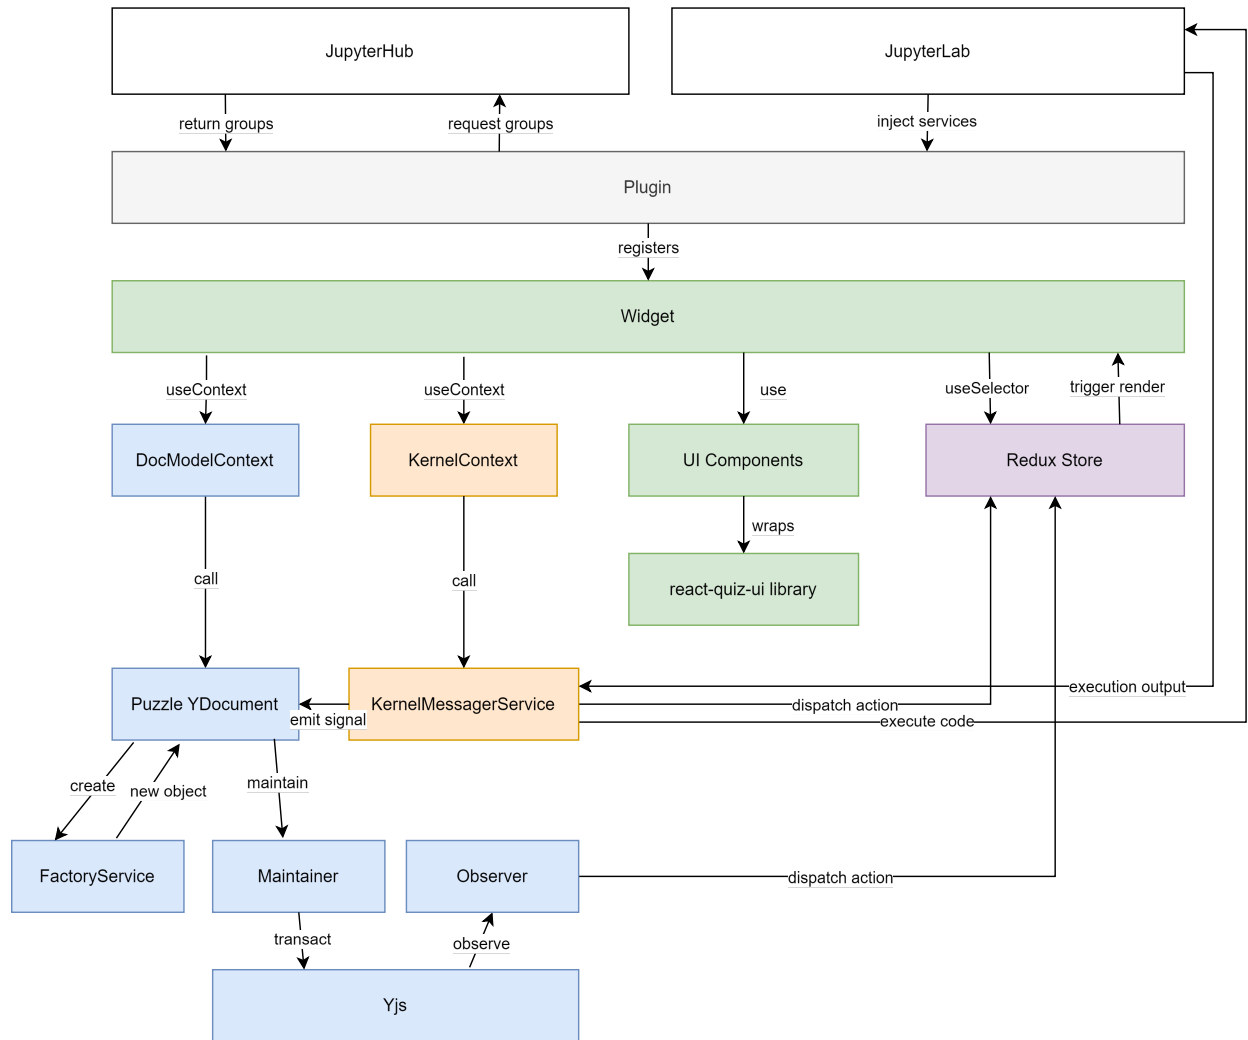 JupyterHub
JupyterLab
return groups
request groups
inject services
Plugin
registers
Widget
useContext
useContext
use
useSelector
trigger render
DocModelContext
KernelContext
UI Components
Redux Store
wraps
call
call
react-quiz-ui library
execution output
Puzzle YDocument
KernelMessagerService
dispatch action
emit signal
execute code
create
new object
maintain
FactoryService
Maintainer
Observer
dispatch action
transact
observe
Yjs